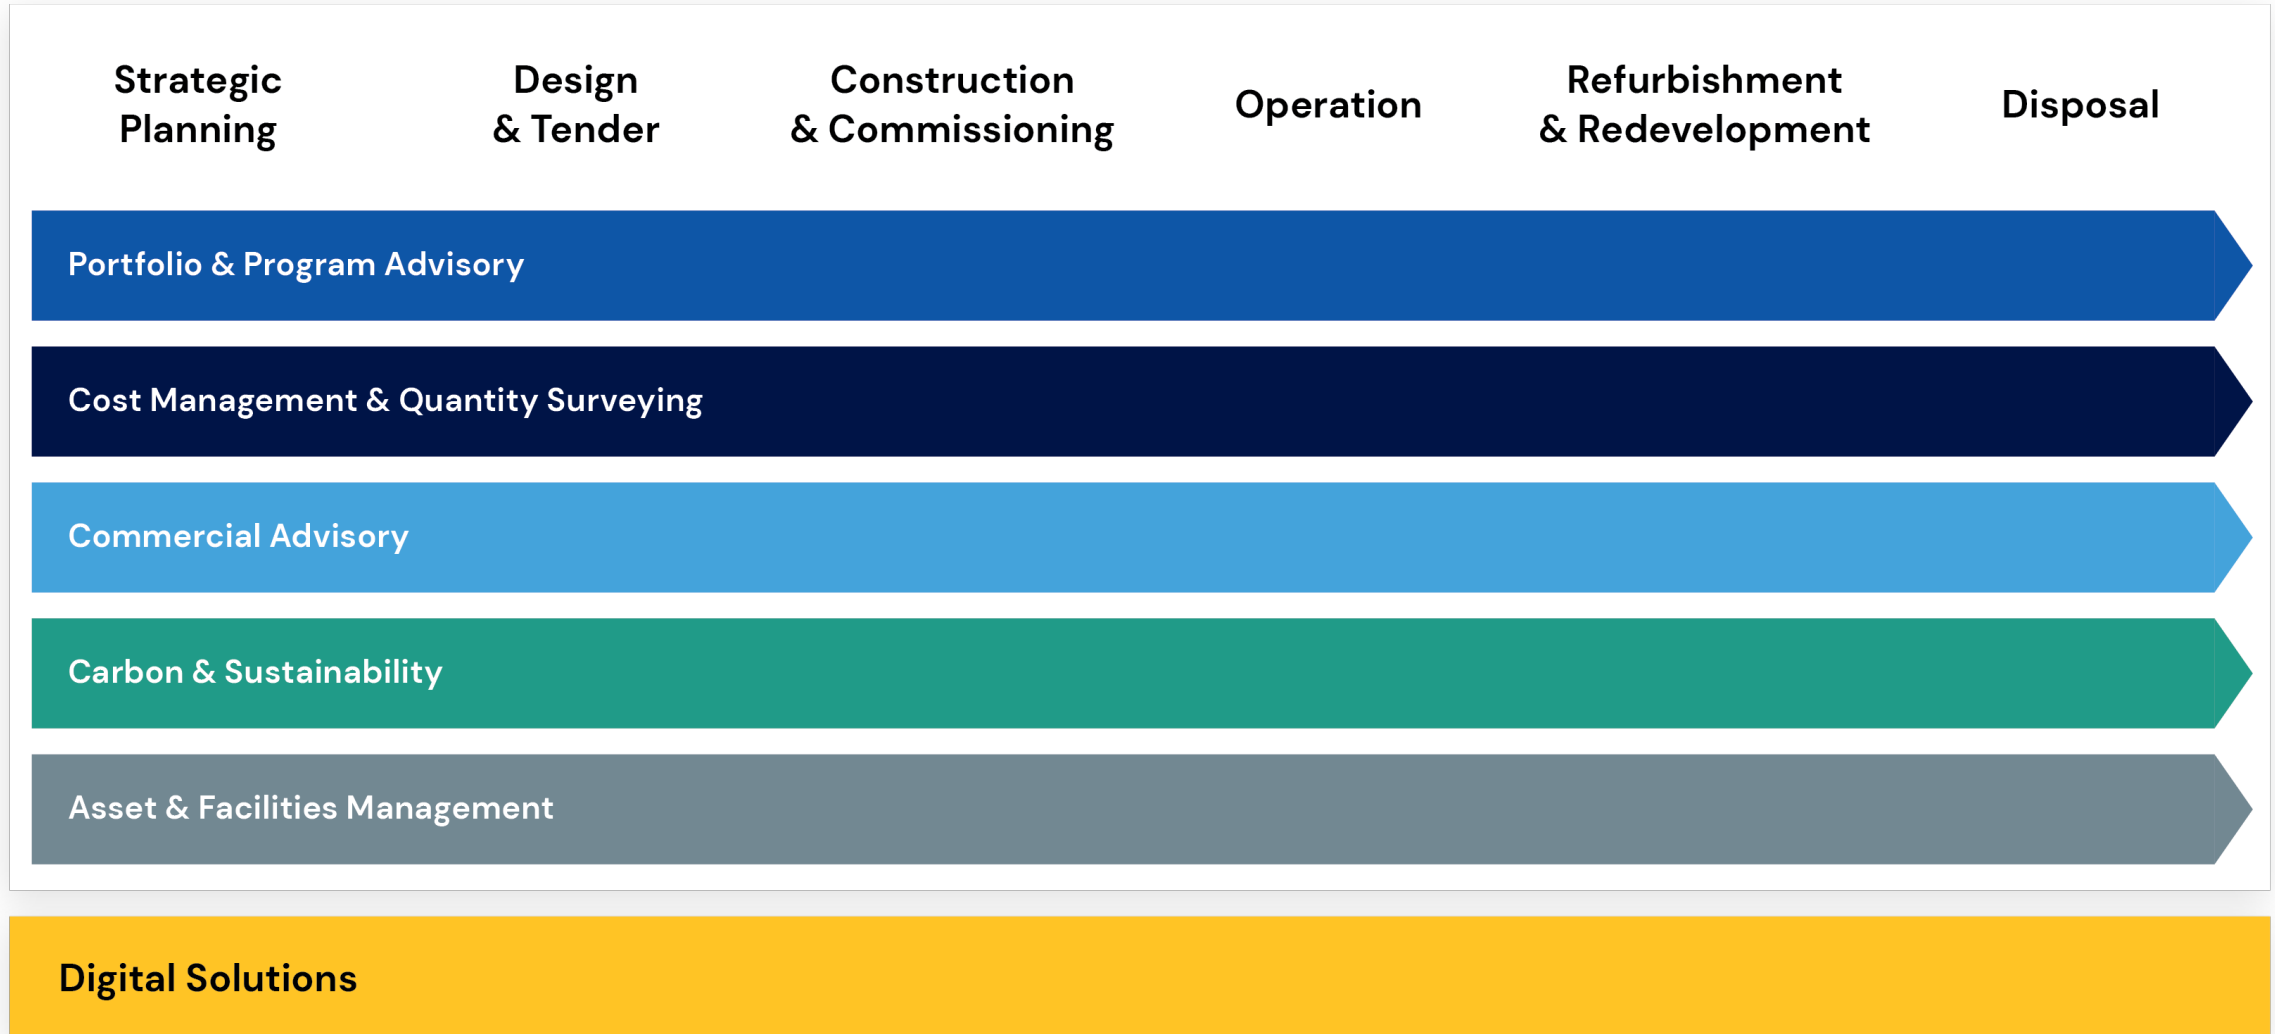 Strategic
Planning
Design
& Tender
Construction
& Commissioning
Operation
Refurbishment
& Redevelopment
Disposal
Portfolio & Program Advisory
Cost Management & Quantity Surveying
Commercial Advisory
Carbon & Sustainability
Asset & Facilities Management
Digital Solutions